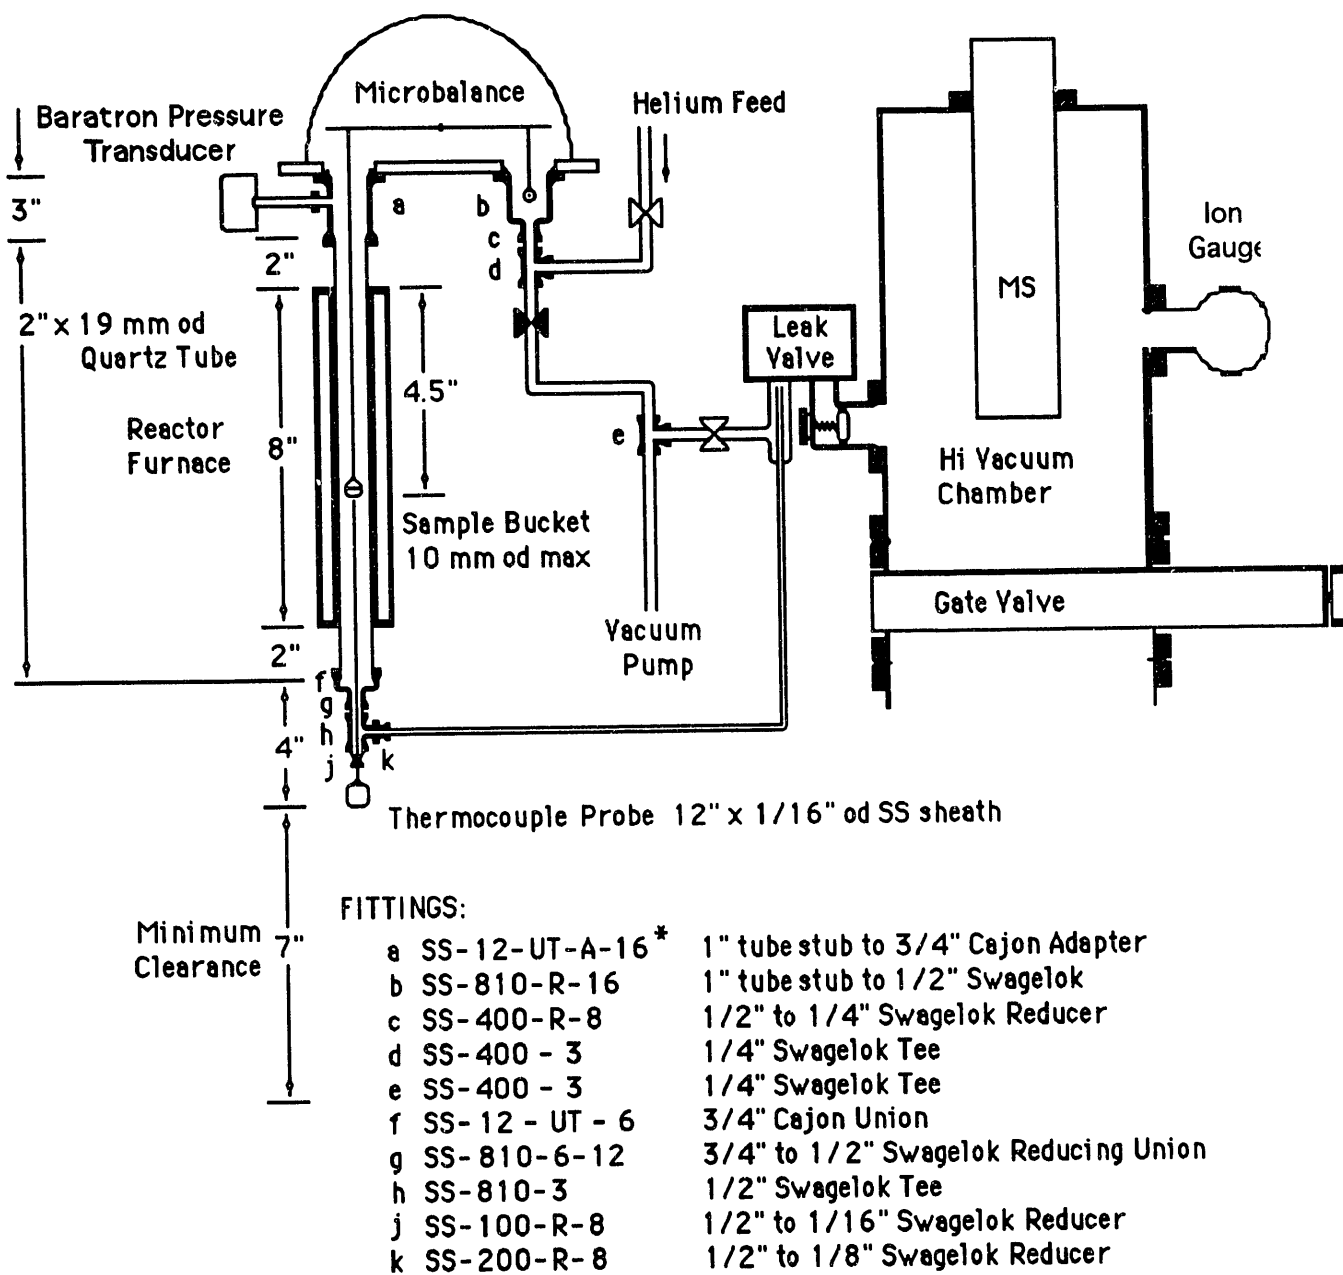 Microbalance
Helium Feed
Baratron Pressure
Transducer
3"
a
b
c
d
2"
Ion
Gauge
MS
2" x 19 mm od
Quartz Tube
Leak
Valve
4.5"
Reactor
Furnace
8"
e
Hi Vacuum
Chamber
Sample Bucket
10 mm od max
Gate Valve
Vacuum
Pump
2"
f
g
h
j
k
4"
Thermocouple Probe 12" x 1/16" od SS sheath
Minimum
Clearance
7"
FITTINGS:
a SS-12-UT-A-16* 1" tube stub to 3/4" Cajon Adapter
b SS-810-R-16 1" tube stub to 1/2" Swagelok
c SS-400-R-8 1/2" to 1/4" Swagelok Reducer
d SS-400 - 3 1/4" Swagelok Tee
e SS-400 - 3 1/4" Swagelok Tee
f SS- 12 - UT - 6 3/4" Cajon Union
g SS-810-6-12 3/4" to 1/2" Swagelok Reducing Union
h SS-810-3 1/2" Swagelok Tee
j SS-100-R-8 1/2" to 1/16" Swagelok Reducer
k SS-200-R-8 1/2" to 1/8" Swagelok Reducer